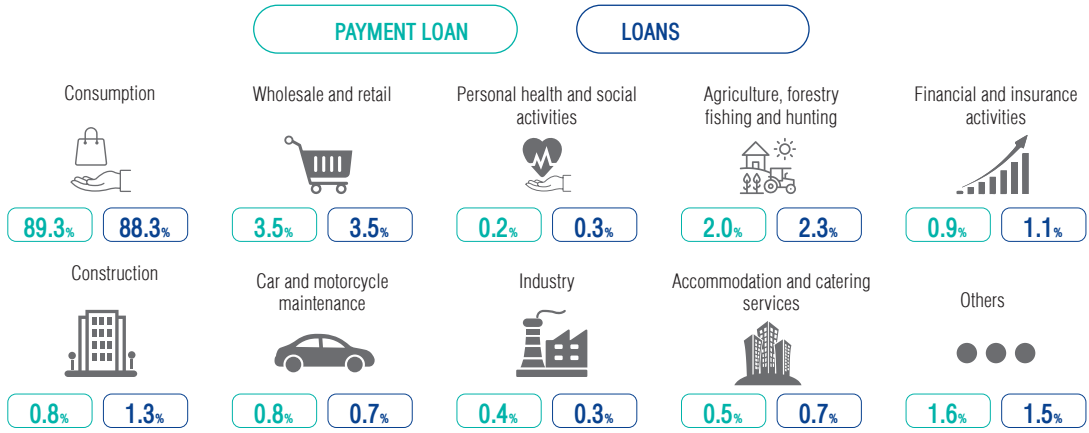 PAYMENT LOAN
LOANS
Consumption
Wholesale and retail
Personal health and social
activities
Agriculture, forestry
fishing and hunting
Financial and insurance
activities
89.3%
88.3%
3.5%
3.5%
0.2%
0.3%
2.0%
2.3%
0.9%
1.1%
Construction
Car and motorcycle
maintenance
Industry
Accommodation and catering
services
Others
0.8%
1.3%
0.8%
0.7%
0.4%
0.3%
0.5%
0.7%
1.6%
1.5%